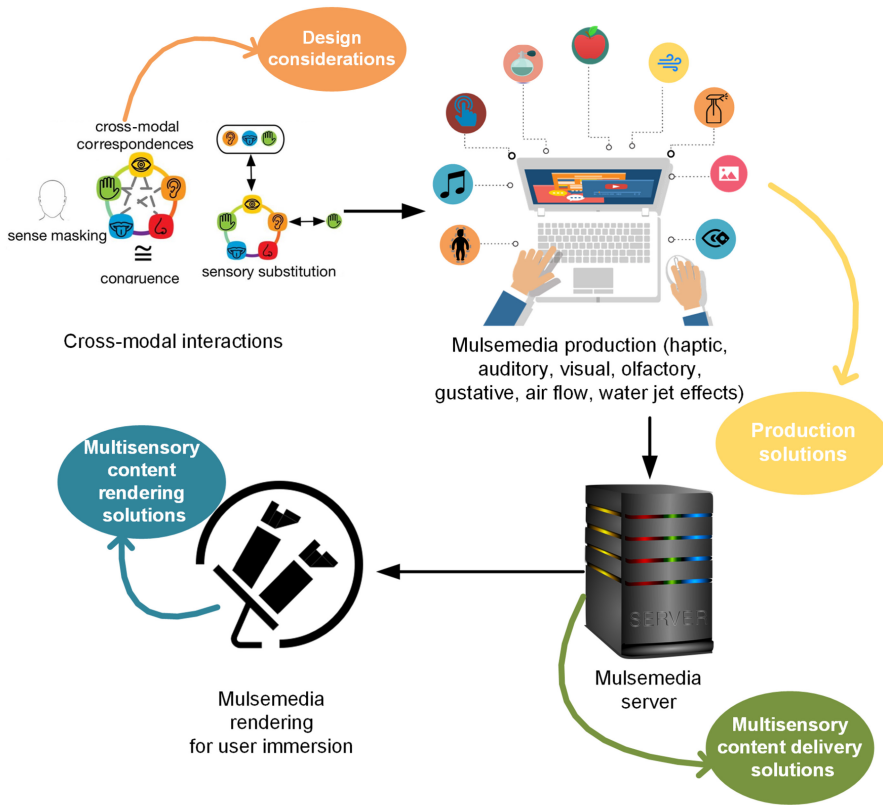 Design
considerations
cross-modal
correspondences
sense masking
≅
congruence
sensory substitution
Cross-modal interactions
Mulsemedia production (haptic,
auditory, visual, olfactory,
gustative, air flow, water jet effects)
Production
solutions
Multisensory
content
rendering
solutions
SERVER
Mulsemedia
server
Mulsemedia
rendering
for user immersion
Multisensory
content delivery
solutions